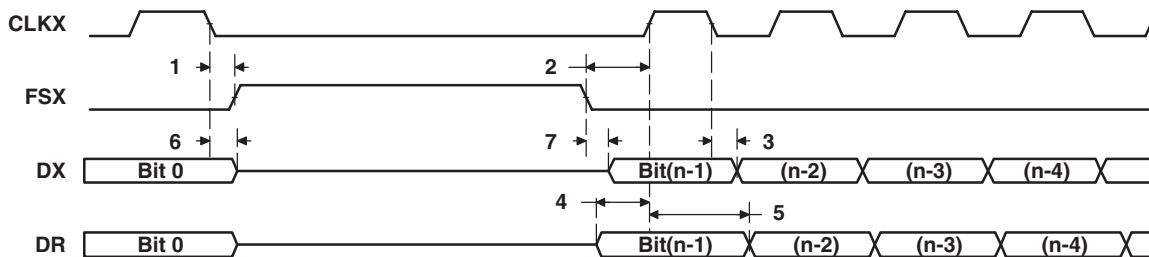 CLKX
1 2
FSX
6 7 3
DX Bit 0 Bit(n-1) (n-2) (n-3) (n-4)
4 5
DR Bit 0 Bit(n-1) (n-2) (n-3) (n-4)